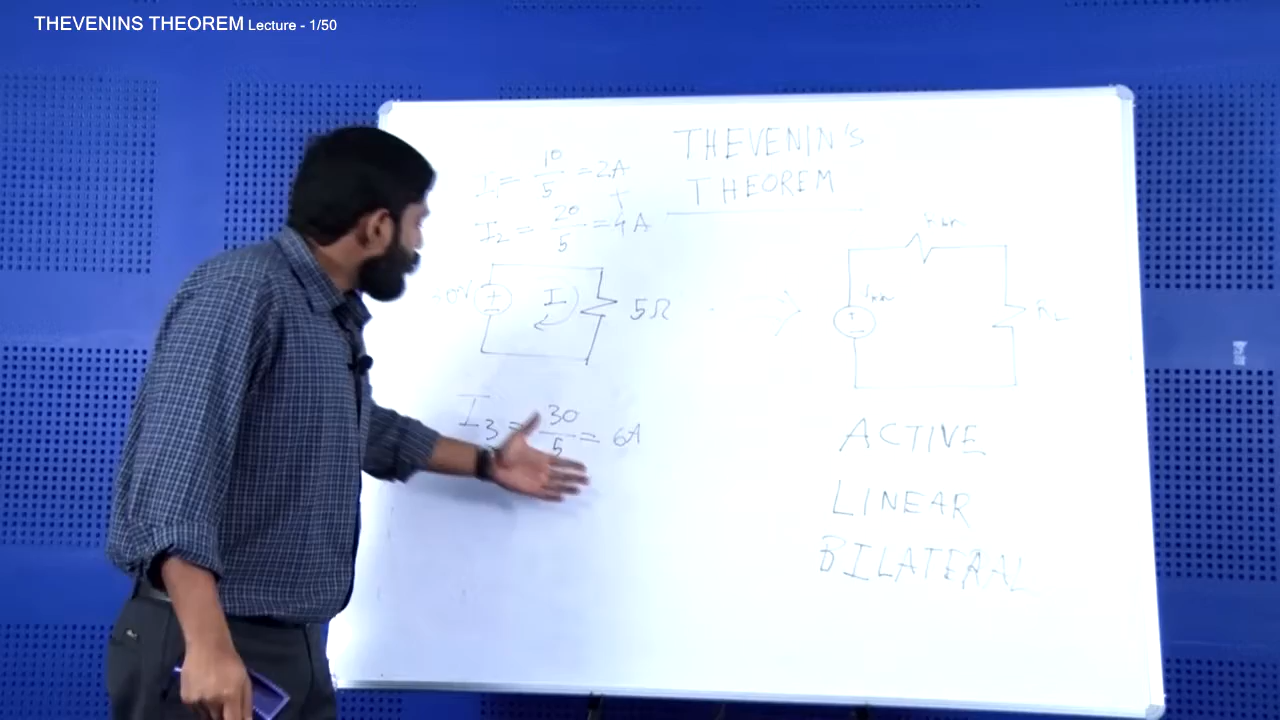 THEVENINS THEOREM Lecture - 1/50
THEVENIN'S
THEOREM
I₁ = 10/5 = 2A
+
I₂ = 20/5 = 4A
I
5Ω
I₃ = 30/5 = 6A
ACTIVE
LINEAR
BILATERAL